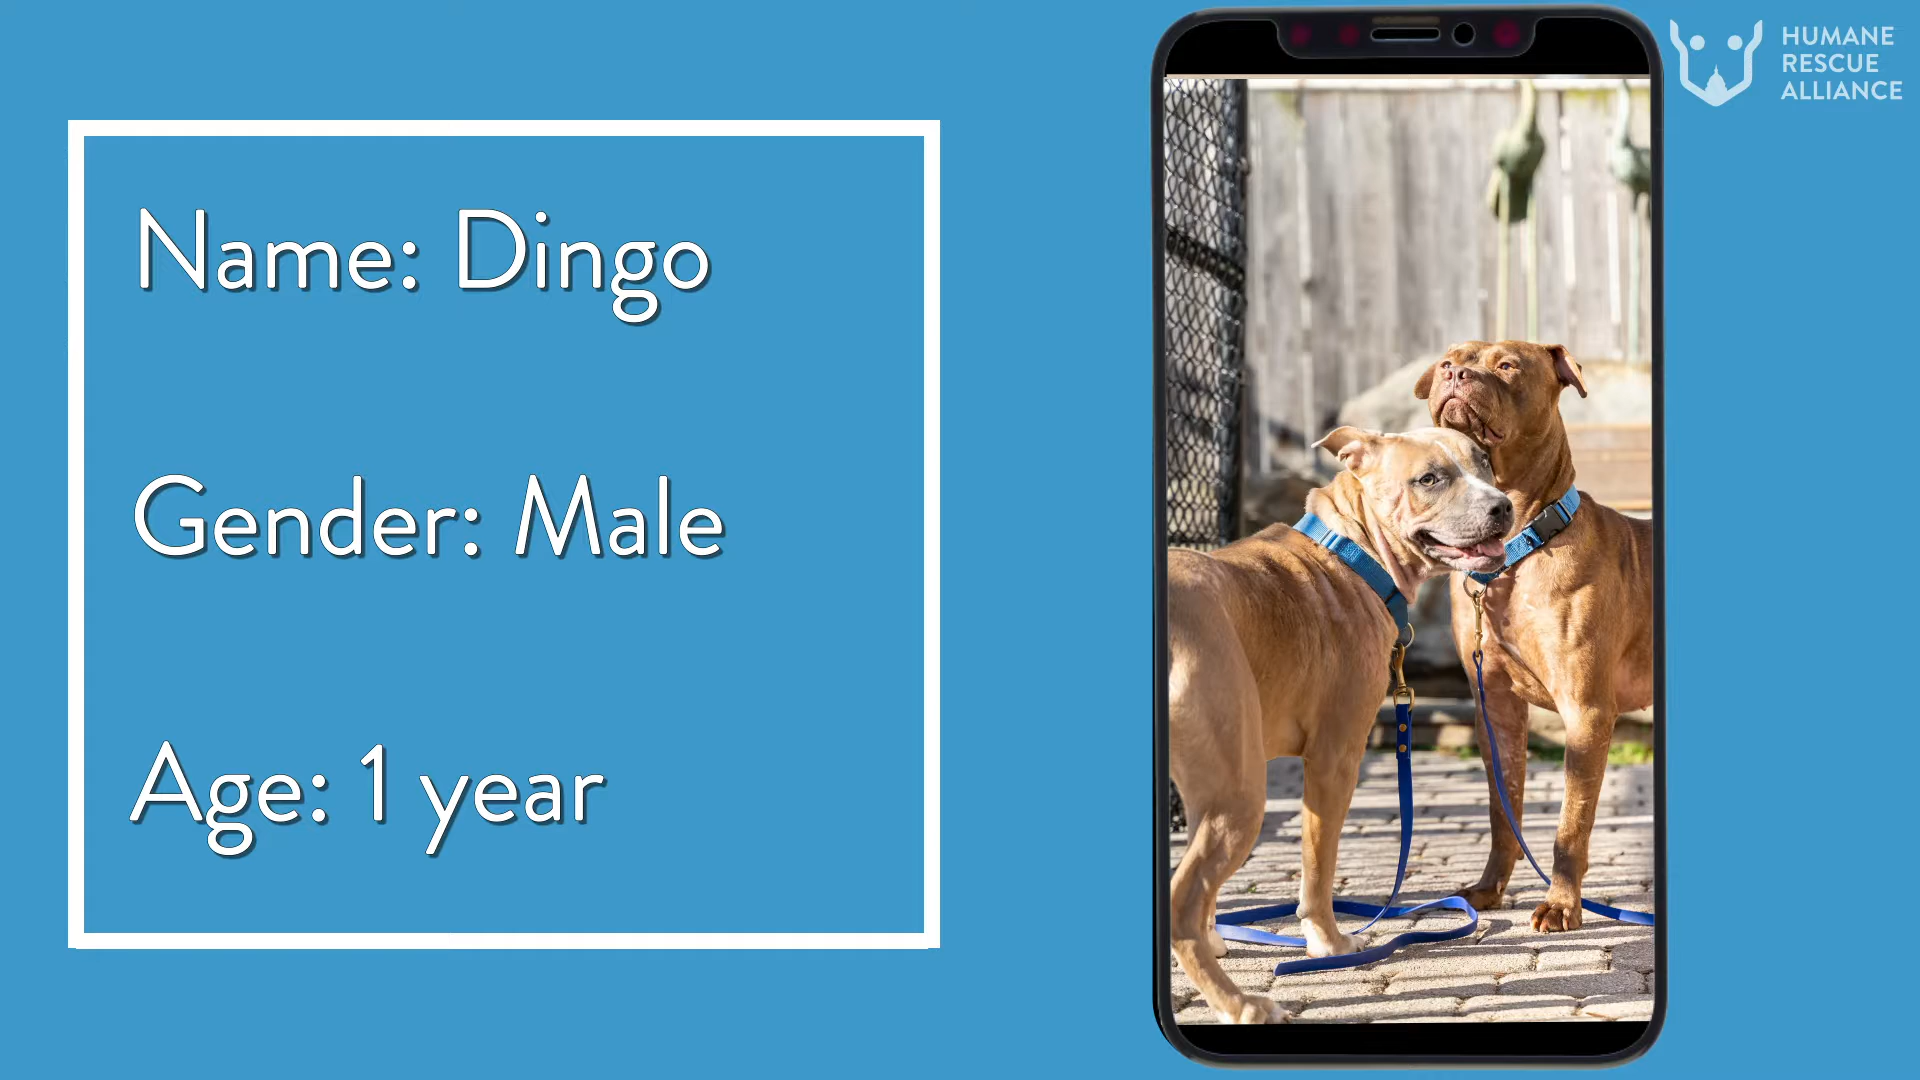 Name: Dingo
Gender: Male
Age: 1 year
HUMANE
RESCUE
ALLIANCE